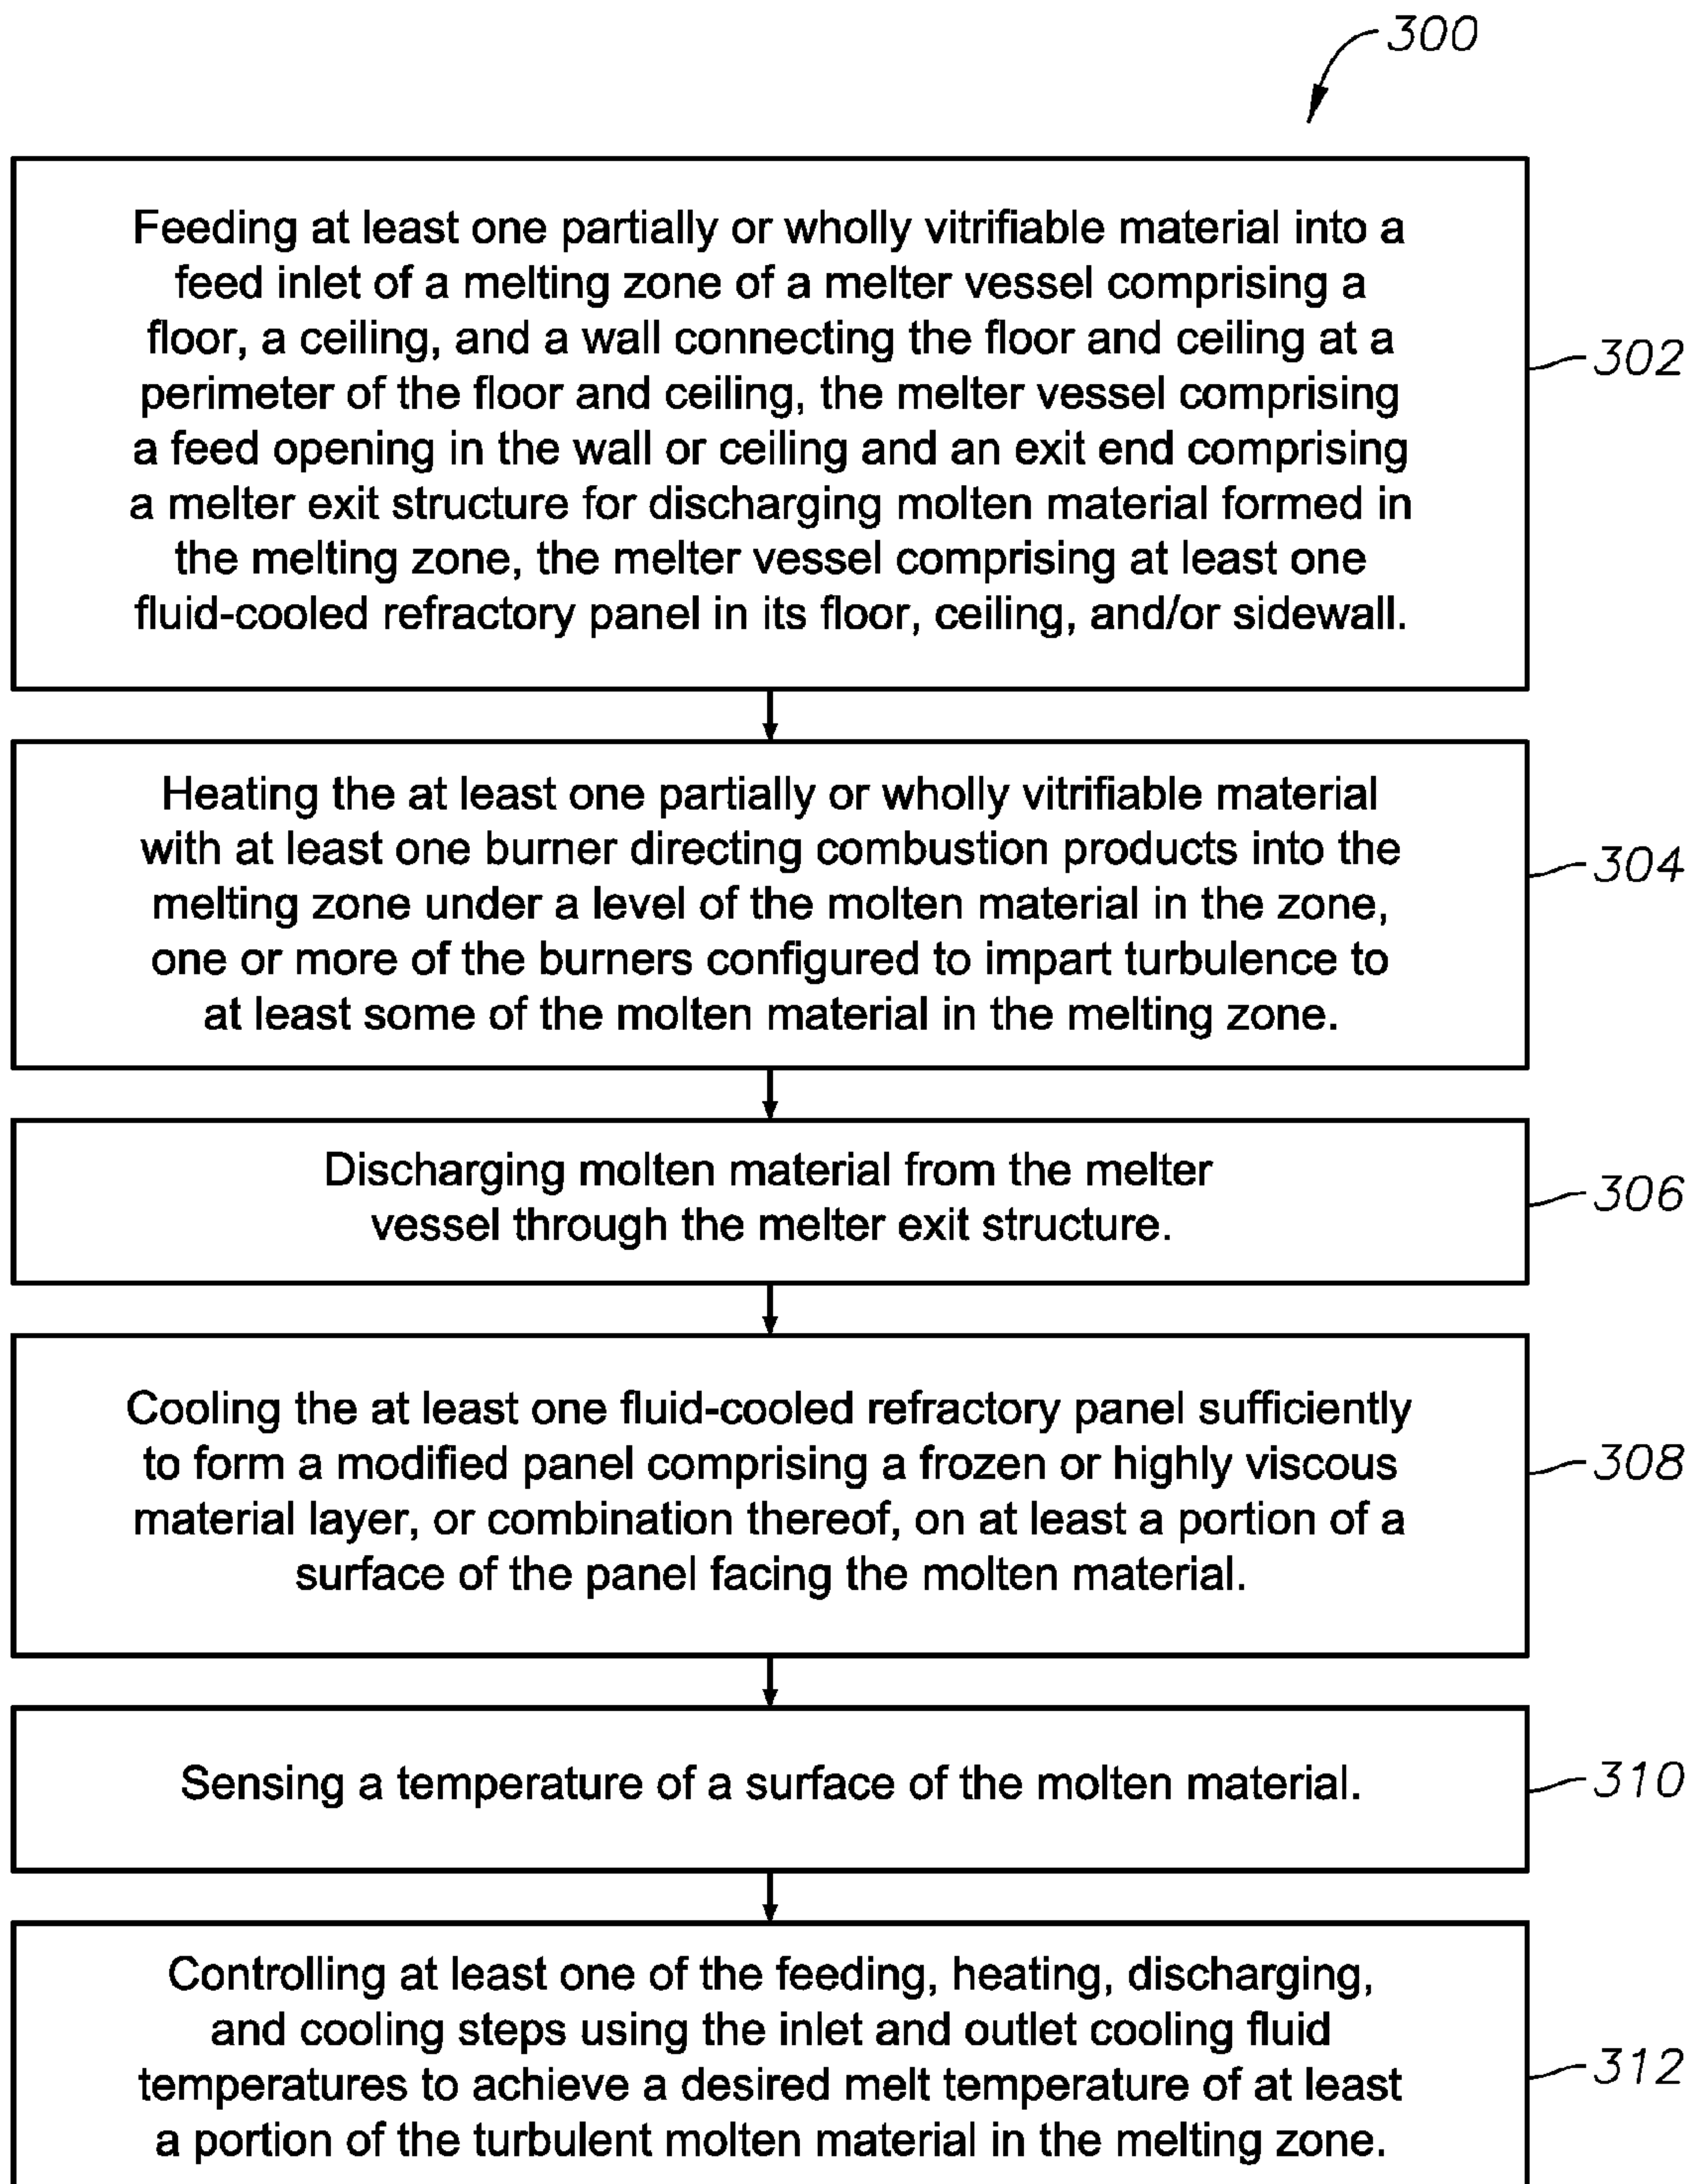 300
Feeding at least one partially or wholly vitrifiable material into a
feed inlet of a melting zone of a melter vessel comprising a
floor, a ceiling, and a wall connecting the floor and ceiling at a
perimeter of the floor and ceiling, the melter vessel comprising
a feed opening in the wall or ceiling and an exit end comprising
a melter exit structure for discharging molten material formed in
the melting zone, the melter vessel comprising at least one
fluid-cooled refractory panel in its floor, ceiling, and/or sidewall.
302
Heating the at least one partially or wholly vitrifiable material
with at least one burner directing combustion products into the
melting zone under a level of the molten material in the zone,
one or more of the burners configured to impart turbulence to
at least some of the molten material in the melting zone.
304
Discharging molten material from the melter
vessel through the melter exit structure.
306
Cooling the at least one fluid-cooled refractory panel sufficiently
to form a modified panel comprising a frozen or highly viscous
material layer, or combination thereof, on at least a portion of a
surface of the panel facing the molten material.
308
Sensing a temperature of a surface of the molten material.
310
Controlling at least one of the feeding, heating, discharging,
and cooling steps using the inlet and outlet cooling fluid
temperatures to achieve a desired melt temperature of at least
a portion of the turbulent molten material in the melting zone.
312